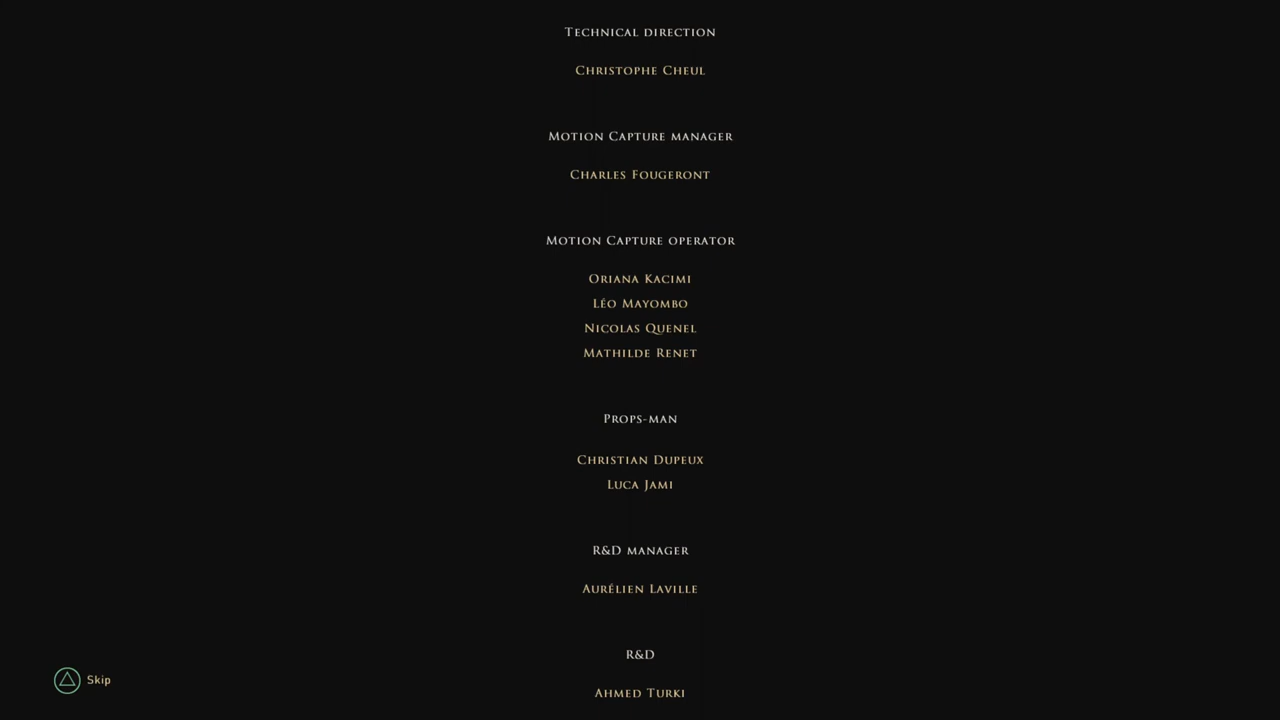 Technical direction
Christophe Cheul
Motion Capture manager
Charles Fougeront
Motion Capture operator
Oriana Kacimi
Léo Mayombo
Nicolas Quenel
Mathilde Renet
Props-man
Christian Dupeux
Luca Jami
R&D manager
Aurélien Laville
R&D
Ahmed Turki
Skip